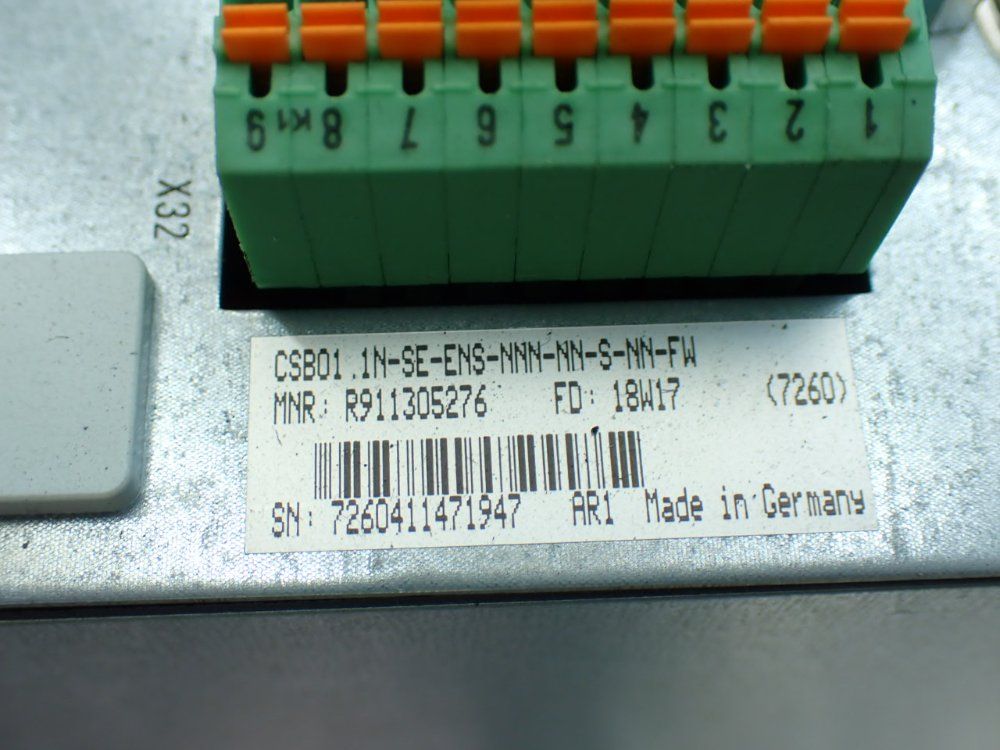 9 K1 8 7 6 5 4 3 2 1
X32
CSB01.1N-SE-ENS-NNN-NN-S-NN-FW
MNR: R911305276 FD: 18W17 (7260)
SN: 7260411471947 AR1 Made in Germany